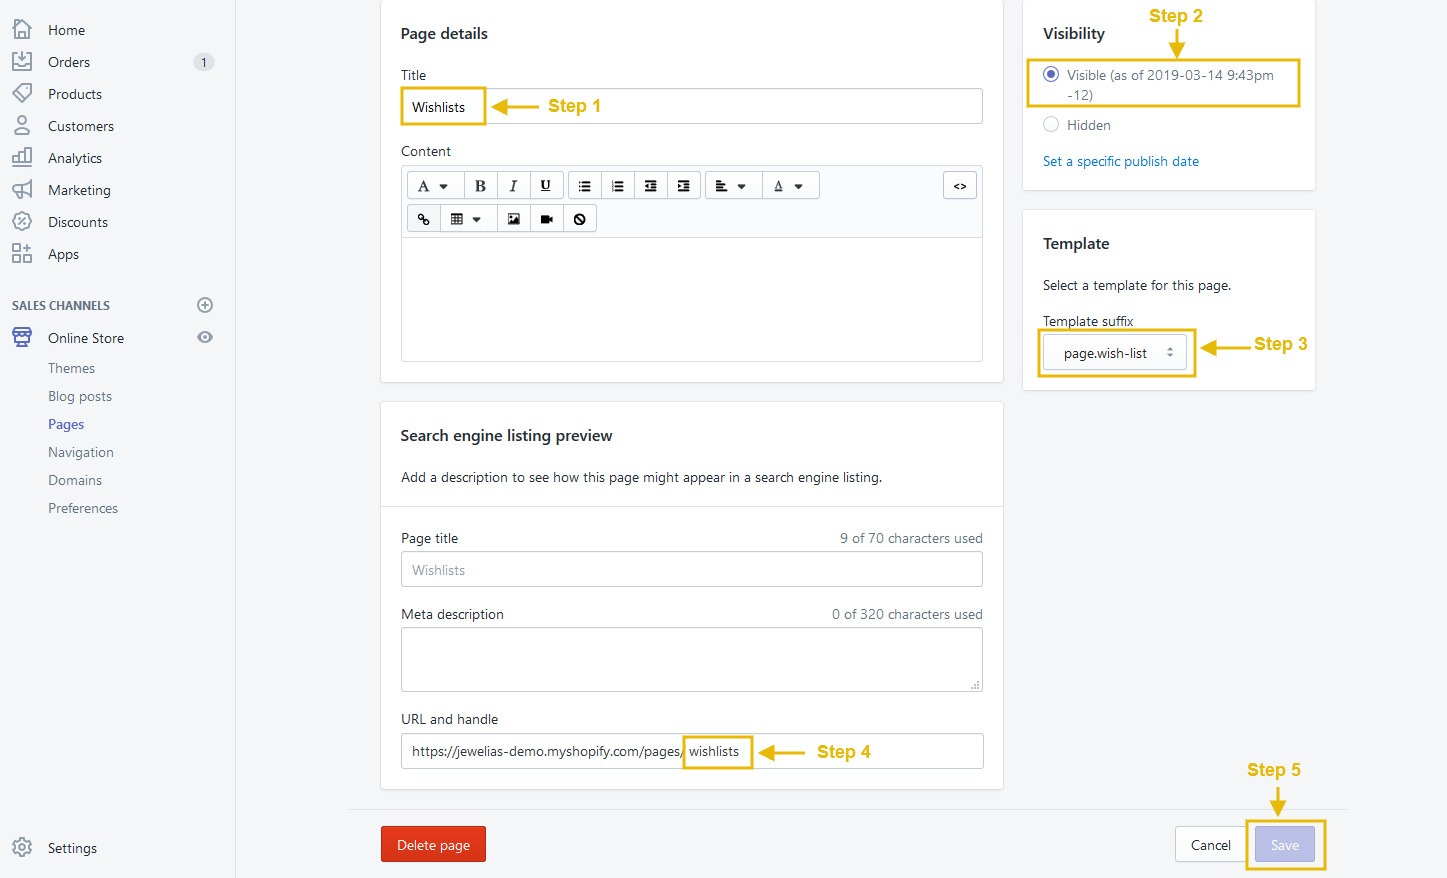 Home
Orders
1
Products
Customers
Analytics
Marketing
Discounts
Apps
SALES CHANNELS
Online Store
Themes
Blog posts
Pages
Navigation
Domains
Preferences
Settings
Page details
Title
Wishlists
Step 1
Content
A
B
I
U
A
<>
Search engine listing preview
Add a description to see how this page might appear in a search engine listing.
Page title
9 of 70 characters used
Wishlists
Meta description
0 of 320 characters used
URL and handle
https://jewelias-demo.myshopify.com/pages/wishlists
Step 4
Delete page
Step 2
Visibility
Visible (as of 2019-03-14 9:43pm
-12)
Hidden
Set a specific publish date
Template
Select a template for this page.
Template suffix
page.wish-list
Step 3
Step 5
Cancel
Save